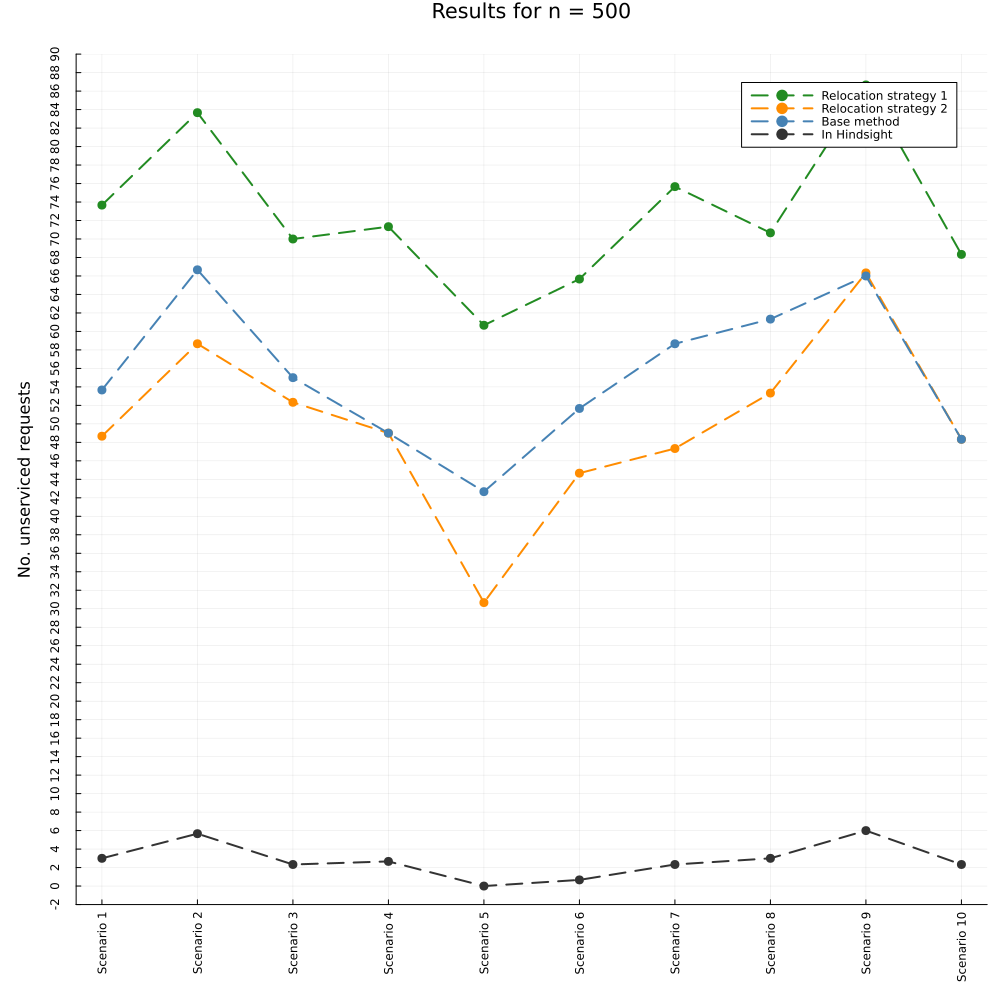 Results for n = 500
No. unserviced requests
90
88
86
84
82
80
78
76
74
72
70
68
66
64
62
60
58
56
54
52
50
48
46
44
42
40
38
36
34
32
30
28
26
24
22
20
18
16
14
12
10
8
6
4
2
0
-2
Relocation strategy 1
Relocation strategy 2
Base method
In Hindsight
Scenario 1
Scenario 2
Scenario 3
Scenario 4
Scenario 5
Scenario 6
Scenario 7
Scenario 8
Scenario 9
Scenario 10